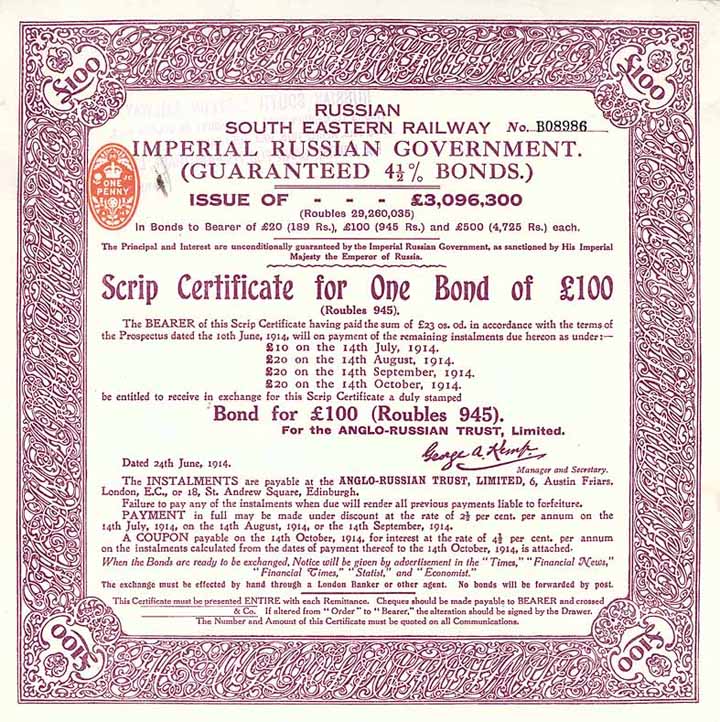 £100
£100
RUSSIAN
SOUTH EASTERN RAILWAY No. B08986
IMPERIAL RUSSIAN GOVERNMENT.
(GUARANTEED 4½% BONDS.)
ONE
PENNY
ISSUE OF - - - £3,096,300
(Roubles 29,260,035)
In Bonds to Bearer of £20 (189 Rs.), £100 (945 Rs.) and £500 (4,725 Rs.) each.
The Principal and Interest are unconditionally guaranteed by the Imperial Russian Government, as sanctioned by His Imperial
Majesty the Emperor of Russia.
Scrip Certificate for One Bond of £100
(Roubles 945).
The BEARER of this Scrip Certificate having paid the sum of £23 0s. 0d. in accordance with the terms of
the Prospectus dated the 10th June, 1914, will on payment of the remaining instalments due hereon as under:—
£10 on the 14th July, 1914.
£20 on the 14th August, 1914.
£20 on the 14th September, 1914.
£20 on the 14th October, 1914.
be entitled to receive in exchange for this Scrip Certificate a duly stamped
Bond for £100 (Roubles 945).
For the ANGLO-RUSSIAN TRUST, Limited.
George A. Kemp
Dated 24th June, 1914. Manager and Secretary.
The INSTALMENTS are payable at the ANGLO-RUSSIAN TRUST, LIMITED, 6, Austin Friars.
London, E.C., or 18, St. Andrew Square, Edinburgh.
Failure to pay any of the instalments when due will render all previous payments liable to forfeiture.
PAYMENT in full may be made under discount at the rate of 2½ per cent. per annum on the
14th July, 1914, on the 14th August, 1914, or the 14th September, 1914.
A COUPON payable on the 14th October, 1914, for interest at the rate of 4½ per cent. per annum
on the instalments calculated from the dates of payment thereof to the 14th October, 1914, is attached.
When the Bonds are ready to be exchanged, Notice will be given by advertisement in the "Times," "Financial News,"
"Financial Times," "Statist," and "Economist."
The exchange must be effected by hand through a London Banker or other agent. No bonds will be forwarded by post.
This Certificate must be presented ENTIRE with each Remittance. Cheques should be made payable to BEARER and crossed
& Co. If altered from "Order" to "Bearer," the alteration should be signed by the Drawer.
The Number and Amount of this Certificate must be quoted on all Communications.
£100
£100